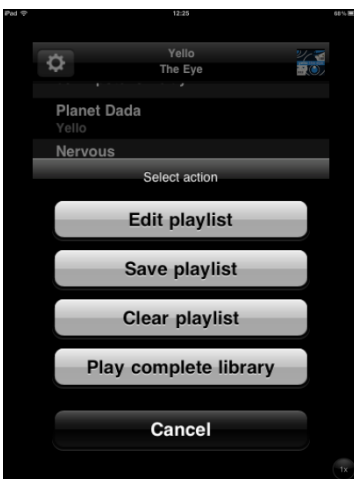 iPad
12:25
88%
Yello
The Eye
Planet Dada
Yello
Nervous
Select action
Edit playlist
Save playlist
Clear playlist
Play complete library
Cancel
1x